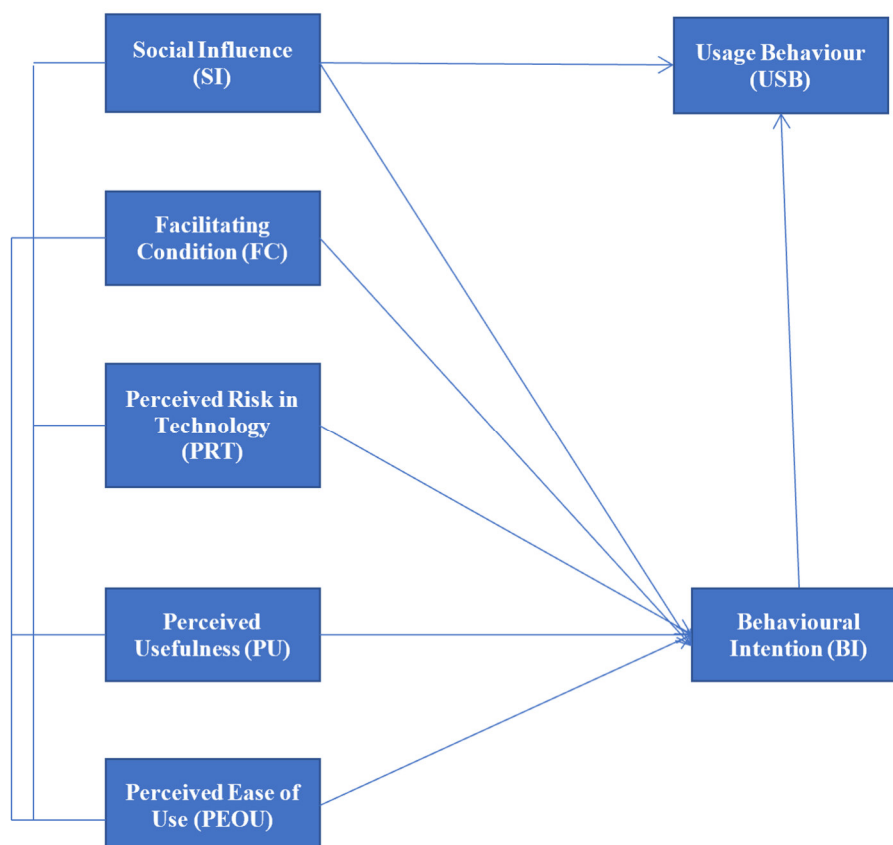 Social Influence
(SI)
Usage Behaviour
(USB)
Facilitating
Condition (FC)
Perceived Risk in
Technology
(PRT)
Perceived
Usefulness (PU)
Behavioural
Intention (BI)
Perceived Ease of
Use (PEOU)